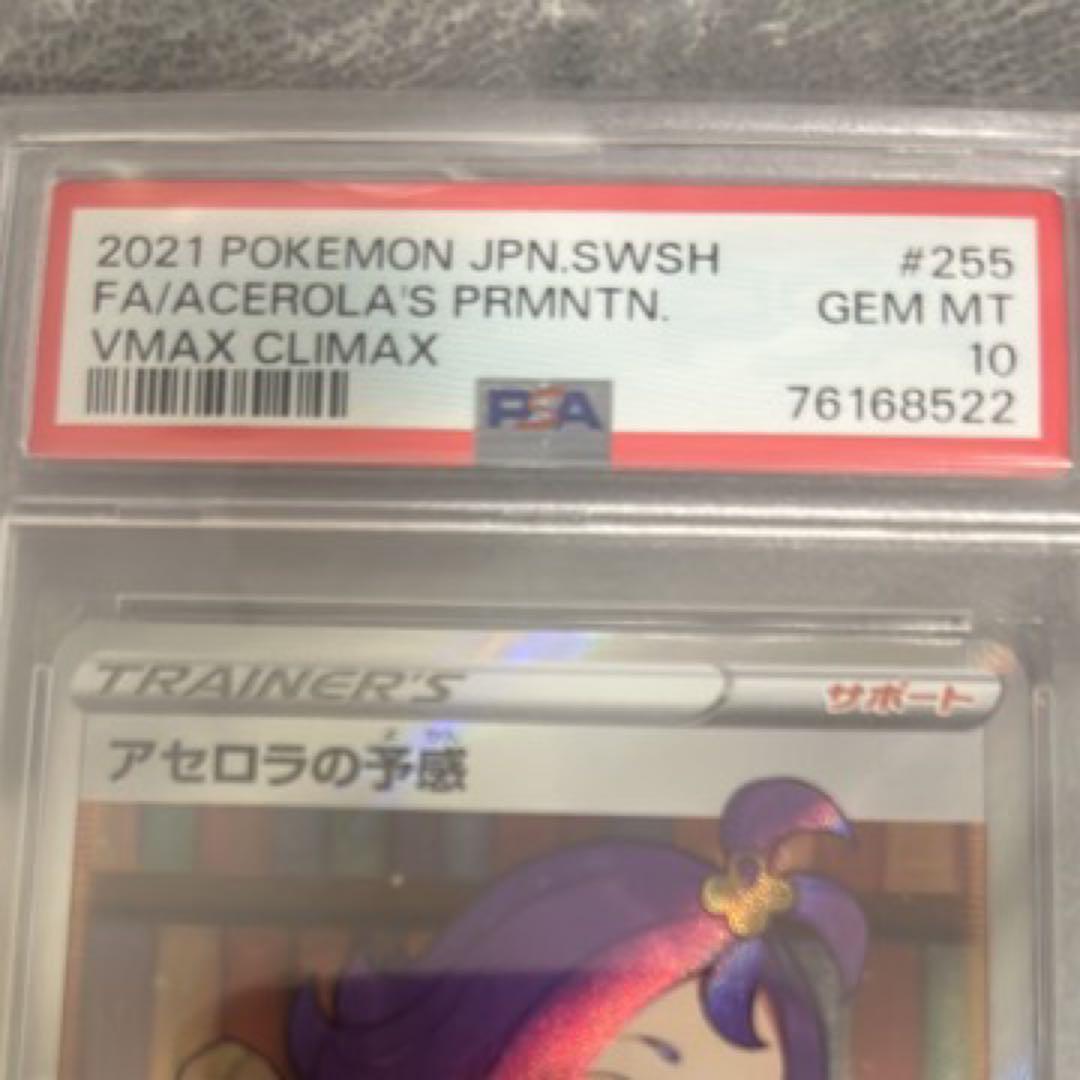 2021 POKEMON JPN.SWSH #255
FA/ACEROLA'S PRMNTN. GEM MT
VMAX CLIMAX 10
PSA 76168522
TRAINER'S サポート
アセロラの予感